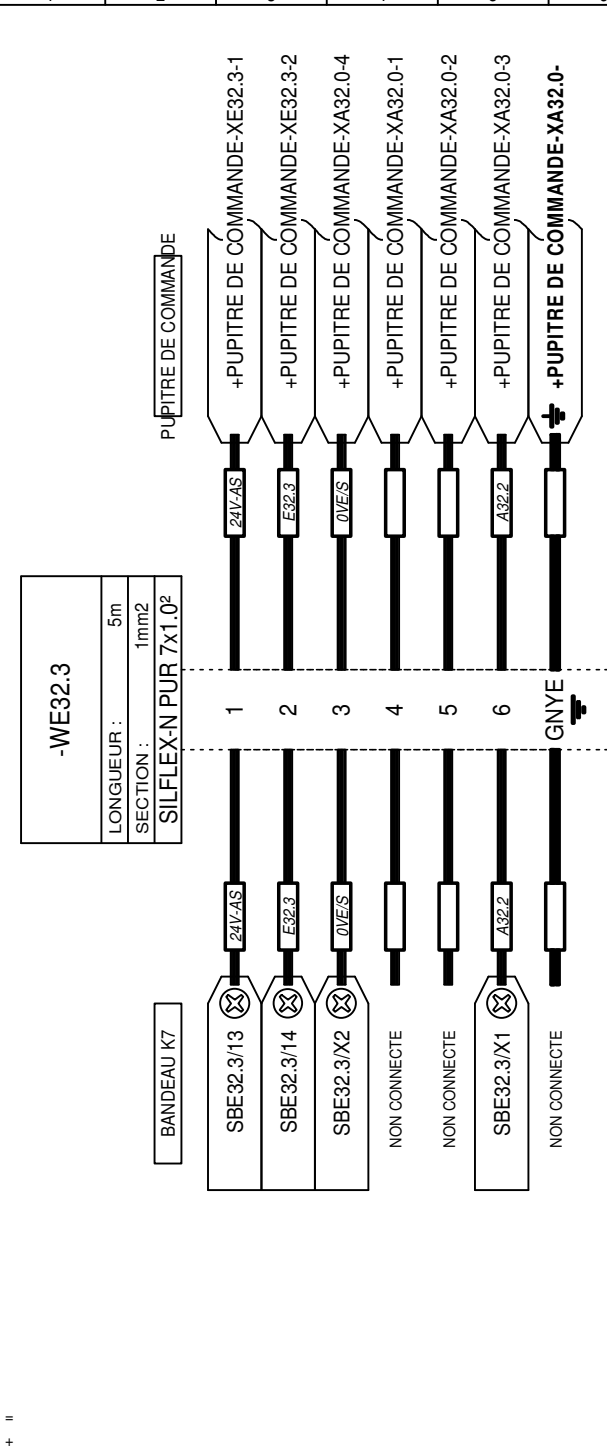 -WE32.3
LONGUEUR : 5m
SECTION : 1mm2
SILFLEX-N PUR 7x1.0²
BANDEAU K7
PUPITRE DE COMMANDE
SBE32.3/13 24V-AS 1 24V-AS +PUPITRE DE COMMANDE-XE32.3-1
SBE32.3/14 E32.3 2 E32.3 +PUPITRE DE COMMANDE-XE32.3-2
SBE32.3/X2 0VE/S 3 0VE/S +PUPITRE DE COMMANDE-XA32.0-4
NON CONNECTE 4 +PUPITRE DE COMMANDE-XA32.0-1
NON CONNECTE 5 +PUPITRE DE COMMANDE-XA32.0-2
SBE32.3/X1 A32.2 6 A32.2 +PUPITRE DE COMMANDE-XA32.0-3
NON CONNECTE GNYE +PUPITRE DE COMMANDE-XA32.0-
=
+